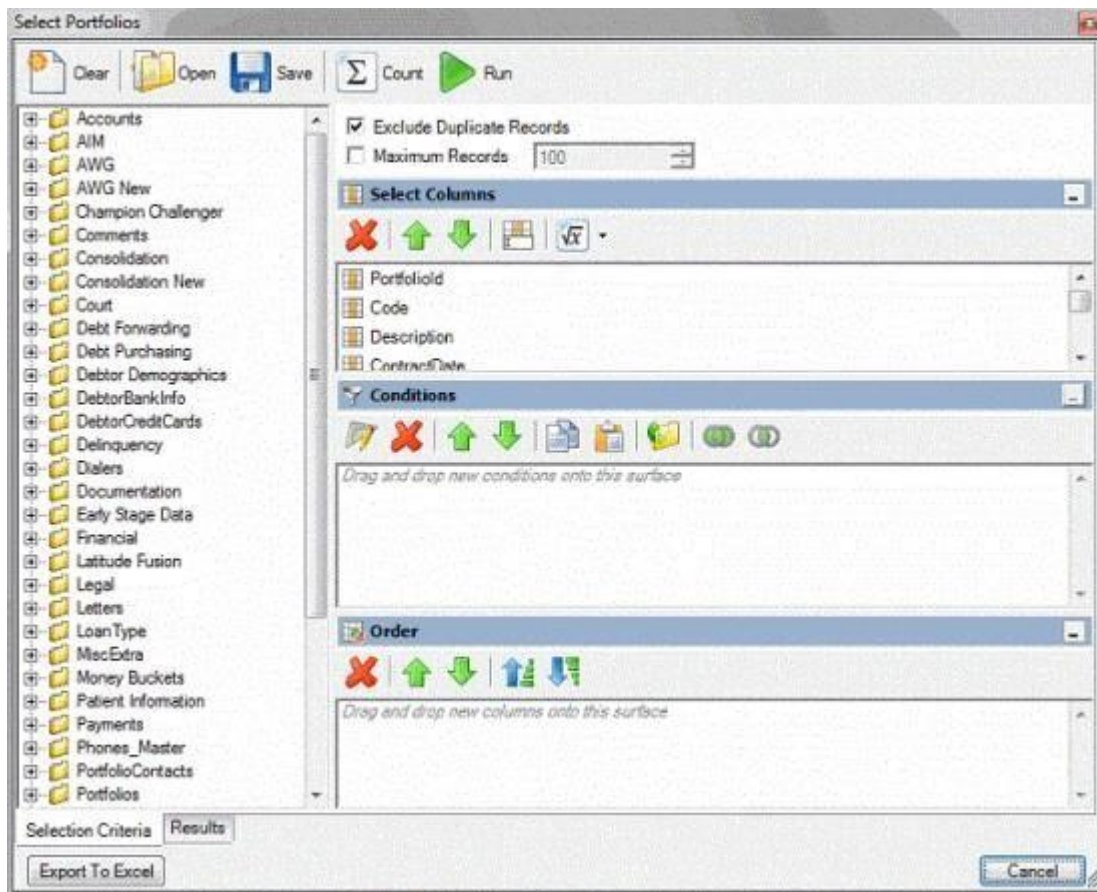 Select Portfolios
Clear Open Save Σ Count Run
Accounts
AIM
AWG
AWG New
Champion Challenger
Comments
Consolidation
Consolidation New
Court
Debt Forwarding
Debt Purchasing
Debtor Demographics
DebtorBankInfo
DebtorCreditCards
Delinquency
Dialers
Documentation
Early Stage Data
Financial
Latitude Fusion
Legal
Letters
LoanType
MiscExtra
Money Buckets
Patient Information
Payments
Phones_Master
PortfolioContacts
Portfolios
Exclude Duplicate Records
Maximum Records 100
Select Columns
√x
PortfolioId
Code
Description
ContractDate
Conditions
Drag and drop new conditions onto this surface
Order
Drag and drop new columns onto this surface
Selection Criteria Results
Export To Excel Cancel